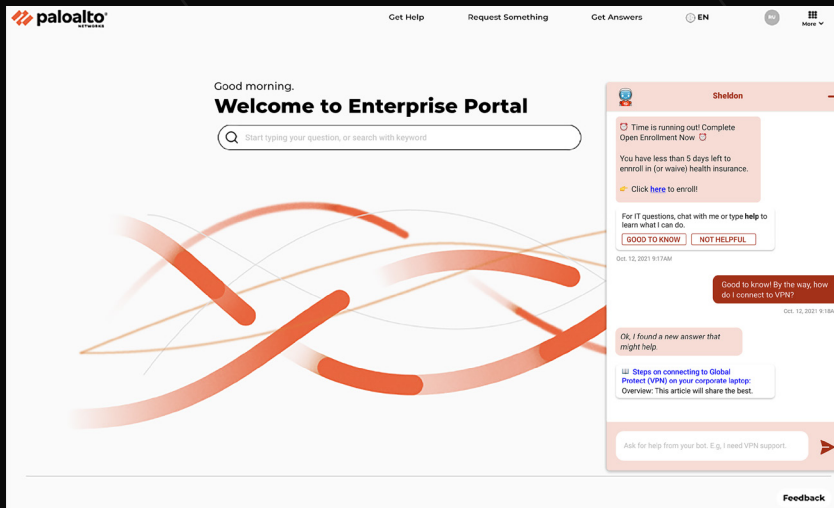 paloalto
NETWORKS
Get Help
Request Something
Get Answers
EN
More
Good morning.
Welcome to Enterprise Portal
Start typing your question, or search with keyword
Sheldon
Time is running out! Complete
Open Enrollment Now
You have less than 5 days left to
ennroll in (or waive) health insurance.
Click here to enroll!
For IT questions, chat with me or type help to
learn what I can do.
GOOD TO KNOW
NOT HELPFUL
Oct. 12, 2021 9:17AM
Good to know! By the way, how
do I connect to VPN?
Oct. 12, 2021 9:18A
Ok, I found a new answer that
might help.
Steps on connecting to Global
Protect (VPN) on your corporate laptop:
Overview: This article will share the best.
Ask for help from your bot. E.g, I need VPN support.
Feedback